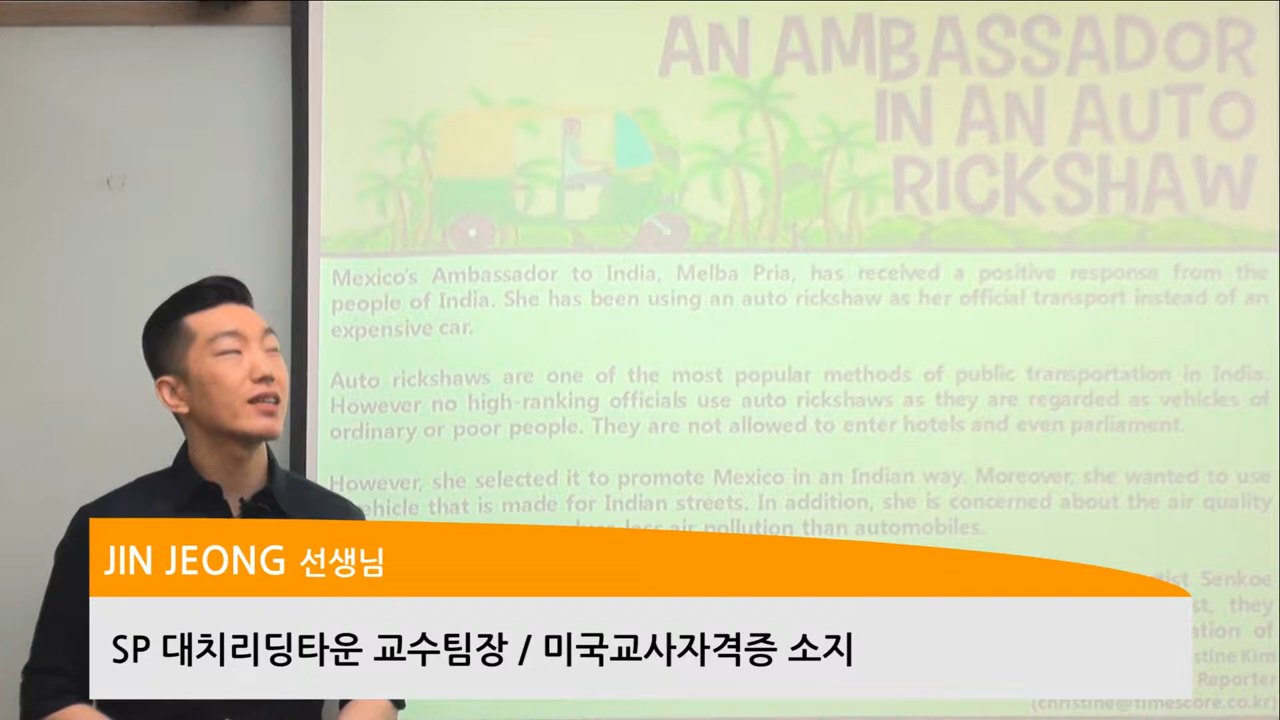 AN AMBASSADOR
IN AN AUTO
RICKSHAW
Mexico's Ambassador to India, Melba Pria, has received a positive response from the
people of India. She has been using an auto rickshaw as her official transport instead of an
expensive car.
Auto rickshaws are one of the most popular methods of public transportation in India.
However no high-ranking officials use auto rickshaws as they are regarded as vehicles of
ordinary or poor people. They are not allowed to enter hotels and even parliament.
However, she selected it to promote Mexico in an Indian way. Moreover, she wanted to use
vehicle that is made for Indian streets. In addition, she is concerned about the air quality
less air pollution than automobiles.
Senkoe
st, they
ation of
stine Kim
Reporter
(christine@timescore.co.kr)
JIN JEONG 선생님
SP 대치리딩타운 교수팀장 / 미국교사자격증 소지